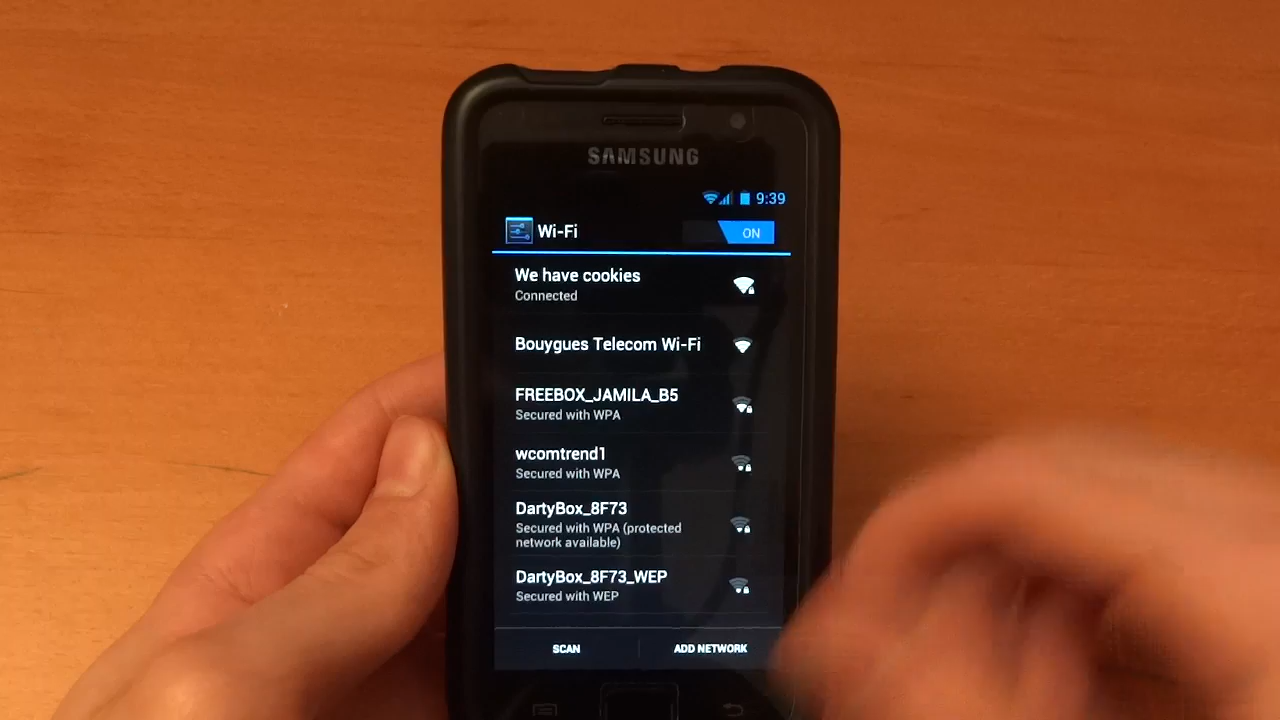 SAMSUNG
9:39
Wi-Fi ON
We have cookies
Connected
Bouygues Telecom Wi-Fi
FREEBOX_JAMILA_B5
Secured with WPA
wcomtrend1
Secured with WPA
DartyBox_8F73
Secured with WPA (protected
network available)
DartyBox_8F73_WEP
Secured with WEP
SCAN ADD NETWORK